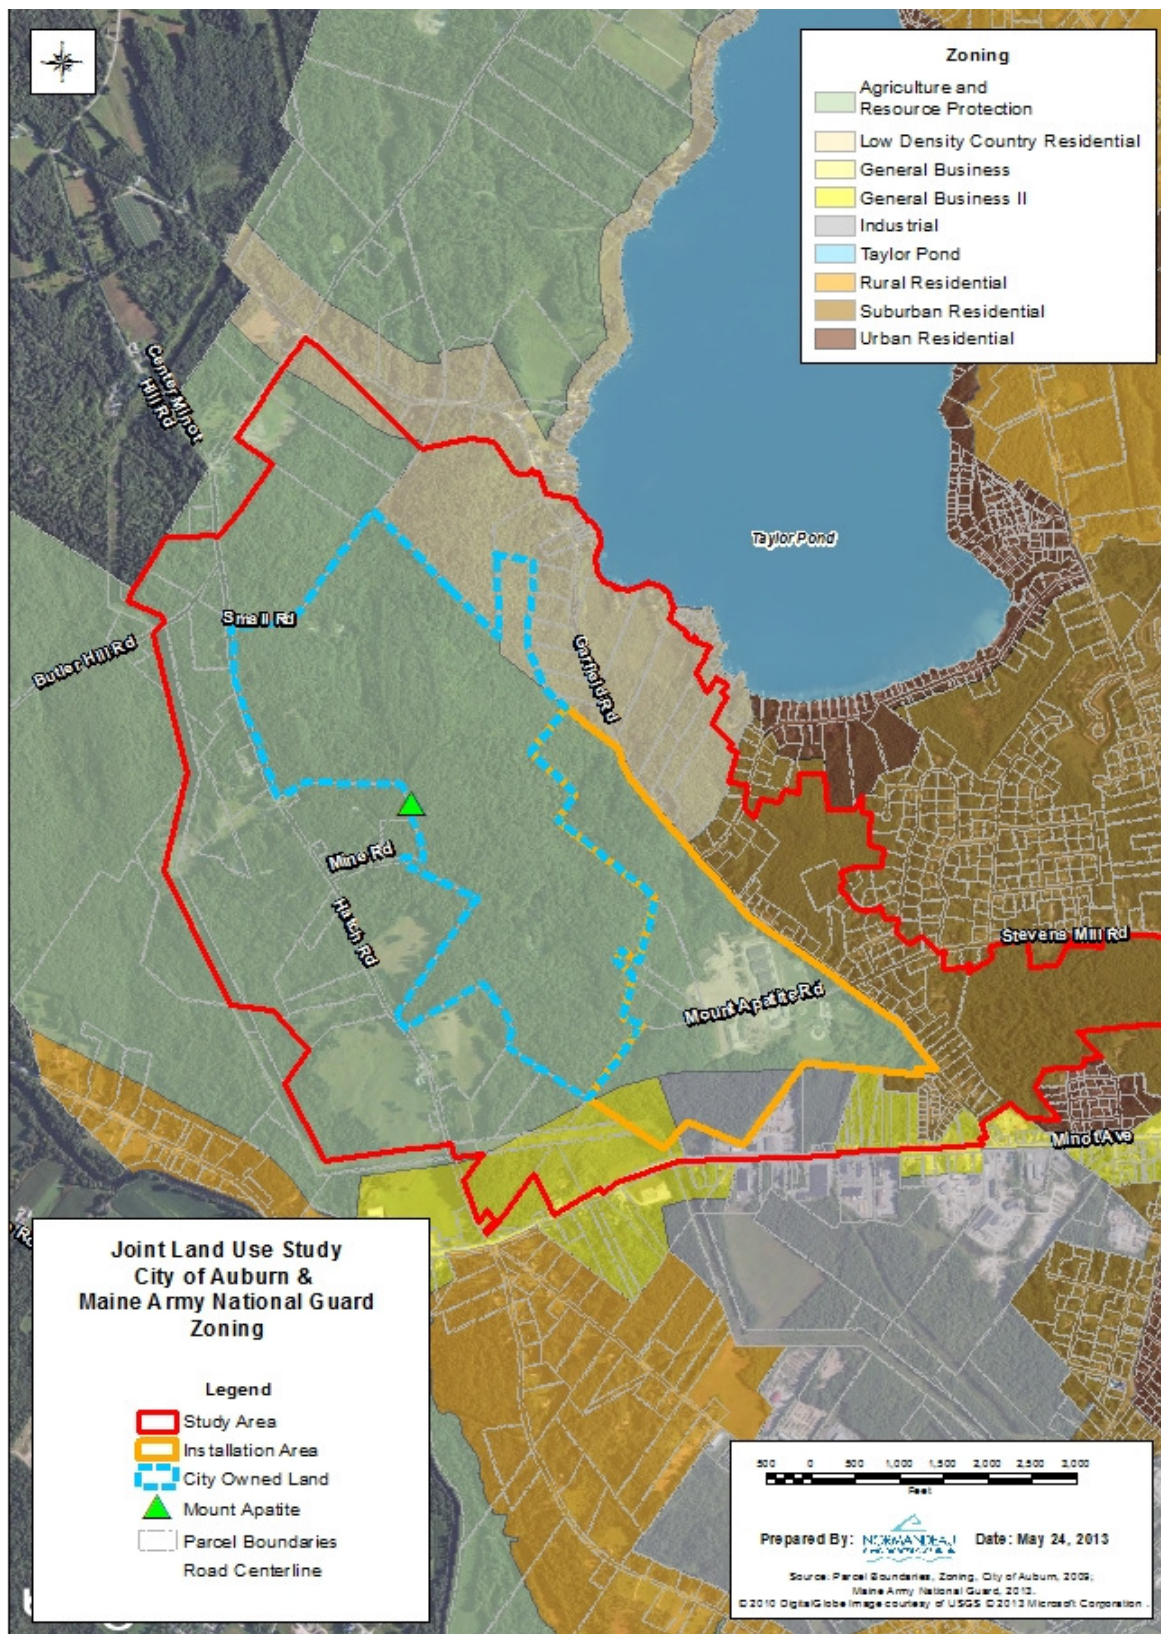 Zoning
Agriculture and
Resource Protection
Low Density Country Residential
General Business
General Business II
Industrial
Taylor Pond
Rural Residential
Suburban Residential
Urban Residential
Center Minot
Hill Rd
Taylor Pond
Small Rd
Butler Hill Rd
Garfield Rd
Mine Rd
Hatch Rd
Stevens Mill Rd
Mount Apatite Rd
Minot Ave
Joint Land Use Study
City of Auburn &
Maine Army National Guard
Zoning
Legend
Study Area
Installation Area
City Owned Land
Mount Apatite
Parcel Boundaries
Road Centerline
500 0 500 1,000 1,500 2,000 2,500 3,000
Feet
Prepared By: NORMANDEAU Date: May 24, 2013
Source: Parcel Boundaries, Zoning, City of Auburn, 2009;
Maine Army National Guard, 2013.
© 2010 DigitalGlobe Image courtesy of USGS © 2013 Microsoft Corporation .